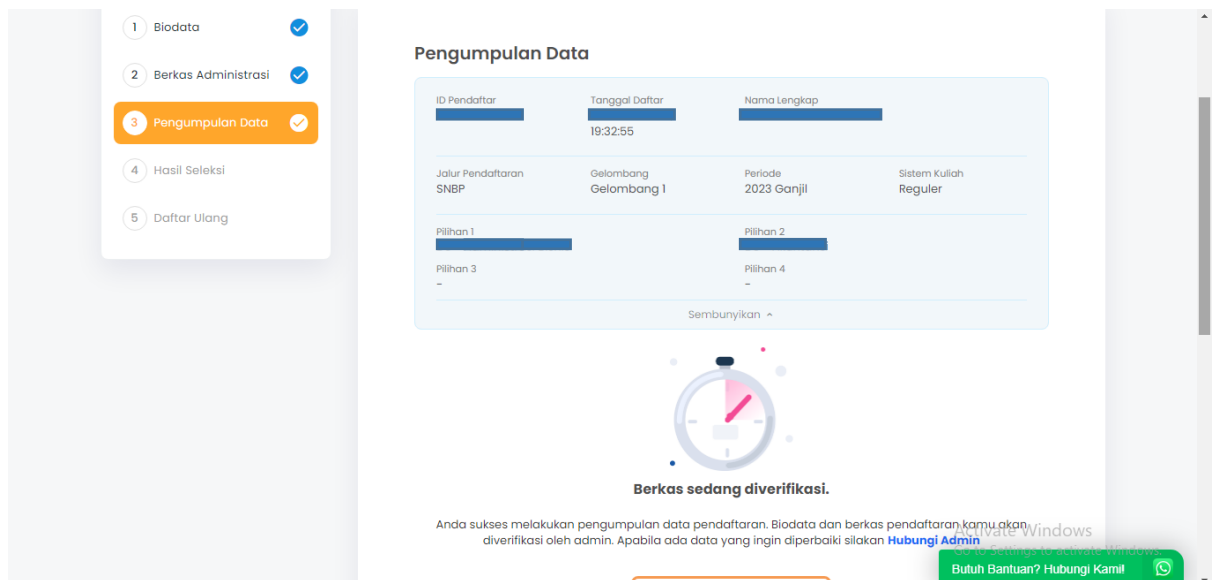 1 Biodata
2 Berkas Administrasi
3 Pengumpulan Data
4 Hasil Seleksi
5 Daftar Ulang
Pengumpulan Data
ID Pendaftar Tanggal Daftar Nama Lengkap
19:32:55
Jalur Pendaftaran Gelombang Periode Sistem Kuliah
SNBP Gelombang 1 2023 Ganjil Reguler
Pilihan 1 Pilihan 2
Pilihan 3 Pilihan 4
- -
Sembunyikan
Berkas sedang diverifikasi.
Anda sukses melakukan pengumpulan data pendaftaran. Biodata dan berkas pendaftaran kamu akan
diverifikasi oleh admin. Apabila ada data yang ingin diperbaiki silakan Hubungi Admin
Activate Windows
Go to Settings to activate Windows.
Butuh Bantuan? Hubungi Kami!